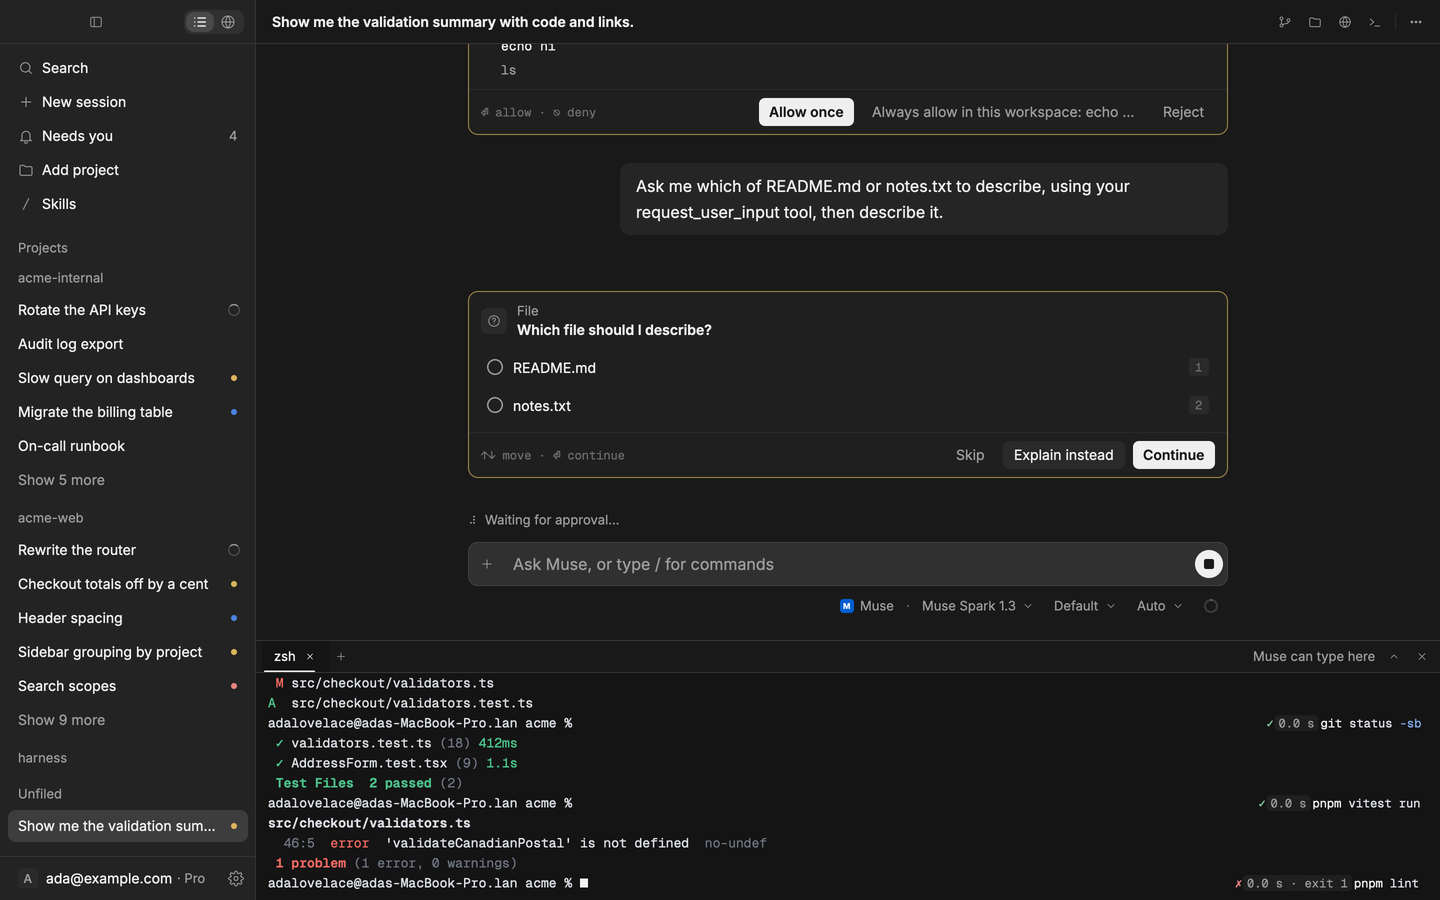 Show me the validation summary with code and links.
Search
New session
Needs you 4
Add project
Skills
Projects
acme-internal
Rotate the API keys
Audit log export
Slow query on dashboards
Migrate the billing table
On-call runbook
Show 5 more
acme-web
Rewrite the router
Checkout totals off by a cent
Header spacing
Sidebar grouping by project
Search scopes
Show 9 more
harness
Unfiled
Show me the validation sum...
A ada@example.com · Pro
echo hi
ls
allow · deny
Allow once
Always allow in this workspace: echo ...
Reject
Ask me which of README.md or notes.txt to describe, using your
request_user_input tool, then describe it.
File
Which file should I describe?
README.md 1
notes.txt 2
move · continue
Skip
Explain instead
Continue
Waiting for approval...
Ask Muse, or type / for commands
M Muse · Muse Spark 1.3 Default Auto
zsh × +
Muse can type here
M src/checkout/validators.ts
A src/checkout/validators.test.ts
adalovelace@adas-MacBook-Pro.lan acme % ✓ 0.0 s git status -sb
✓ validators.test.ts (18) 412ms
✓ AddressForm.test.tsx (9) 1.1s
Test Files 2 passed (2)
adalovelace@adas-MacBook-Pro.lan acme % ✓ 0.0 s pnpm vitest run
src/checkout/validators.ts
46:5 error 'validateCanadianPostal' is not defined no-undef
1 problem (1 error, 0 warnings)
adalovelace@adas-MacBook-Pro.lan acme % ✗ 0.0 s · exit 1 pnpm lint